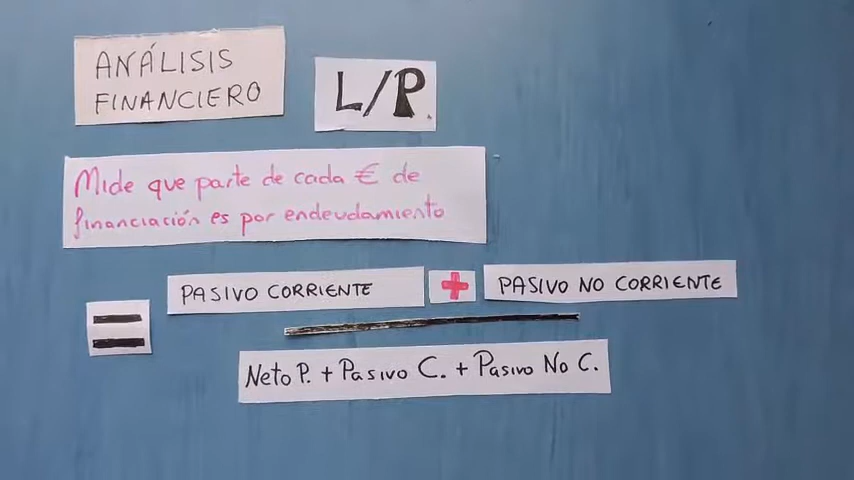 ANÁLISIS
FINANCIERO
L/P.
Mide que parte de cada € de
financiación es por endeudamiento
= PASIVO CORRIENTE + PASIVO NO CORRIENTE
Neto P. + Pasivo C. + Pasivo No C.